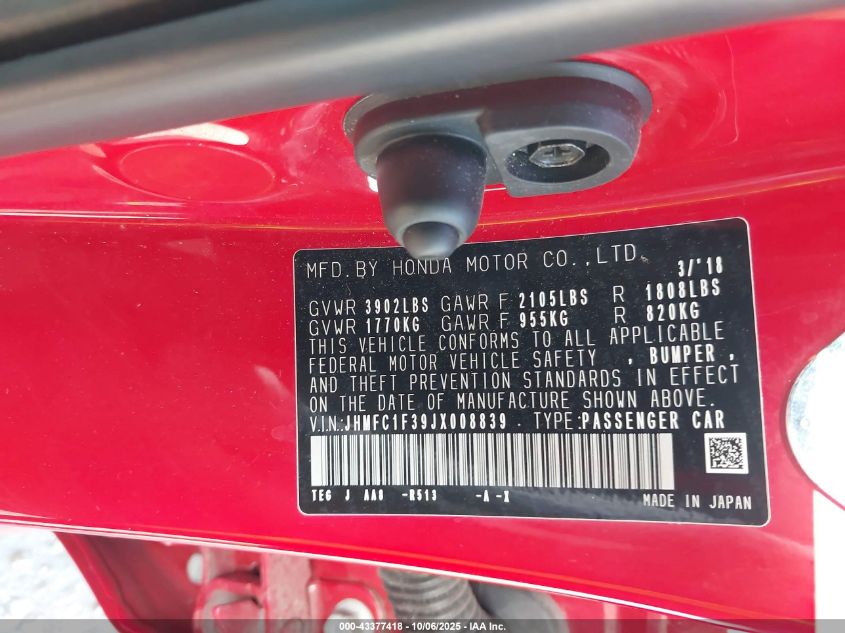 MFD. BY HONDA MOTOR CO., LTD. 3/'18
GVWR 3902LBS GAWR F 2105LBS R 1808LBS
GVWR 1770KG GAWR F 955KG R 820KG
THIS VEHICLE CONFORMS TO ALL APPLICABLE
FEDERAL MOTOR VEHICLE SAFETY , BUMPER ,
AND THEFT PREVENTION STANDARDS IN EFFECT
ON THE DATE OF MANUFACTURE SHOWN ABOVE.
V.I.N.: JHMFC1F39JX008839 TYPE: PASSENGER CAR
TEG J AA8 -R513 -A-X
MADE IN JAPAN
000-43377418 - 10/06/2025 - IAA Inc.